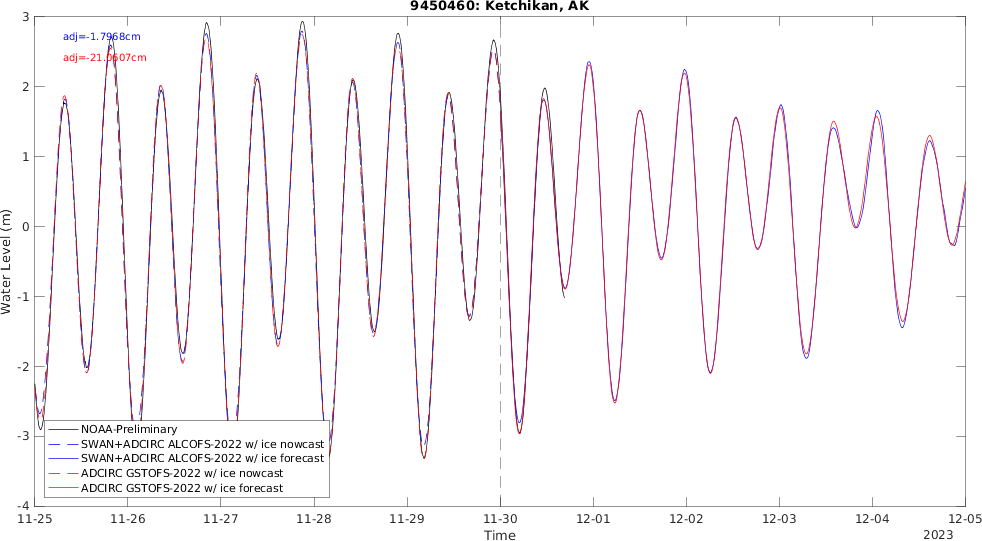 9450460: Ketchikan, AK
adj=-1.7968cm
adj=-21.0607cm
3
2
1
0
-1
-2
-3
-4
Water Level (m)
NOAA-Preliminary
SWAN+ADCIRC ALCOFS-2022 w/ ice nowcast
SWAN+ADCIRC ALCOFS-2022 w/ ice forecast
ADCIRC GSTOFS-2022 w/ ice nowcast
ADCIRC GSTOFS-2022 w/ ice forecast
11-25 11-26 11-27 11-28 11-29 11-30 12-01 12-02 12-03 12-04 12-05
Time
2023